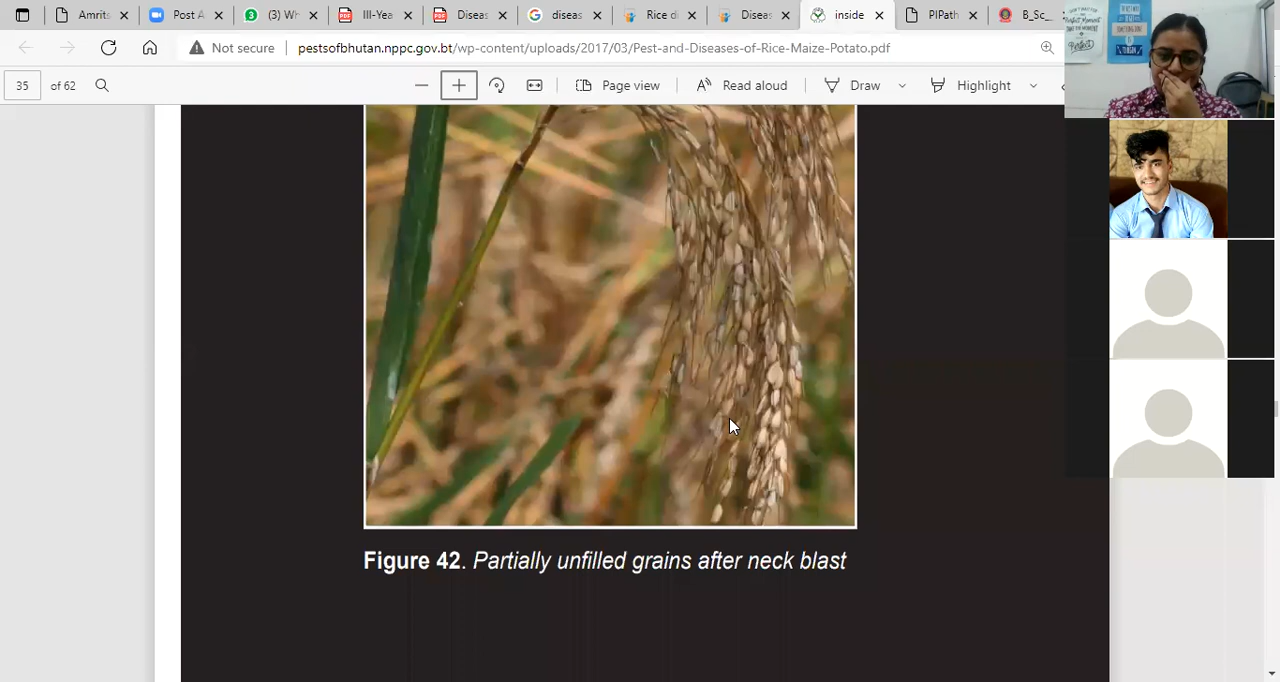 Amrits
Post A
(3) Wh
III-Yea
Diseas
diseas
Rice di
Diseas
inside
PlPath
B_Sc_
Not secure
pestsofbhutan.nppc.gov.bt/wp-content/uploads/2017/03/Pest-and-Diseases-of-Rice-Maize-Potato.pdf
35 of 62
Page view
Read aloud
Draw
Highlight
Figure 42. Partially unfilled grains after neck blast